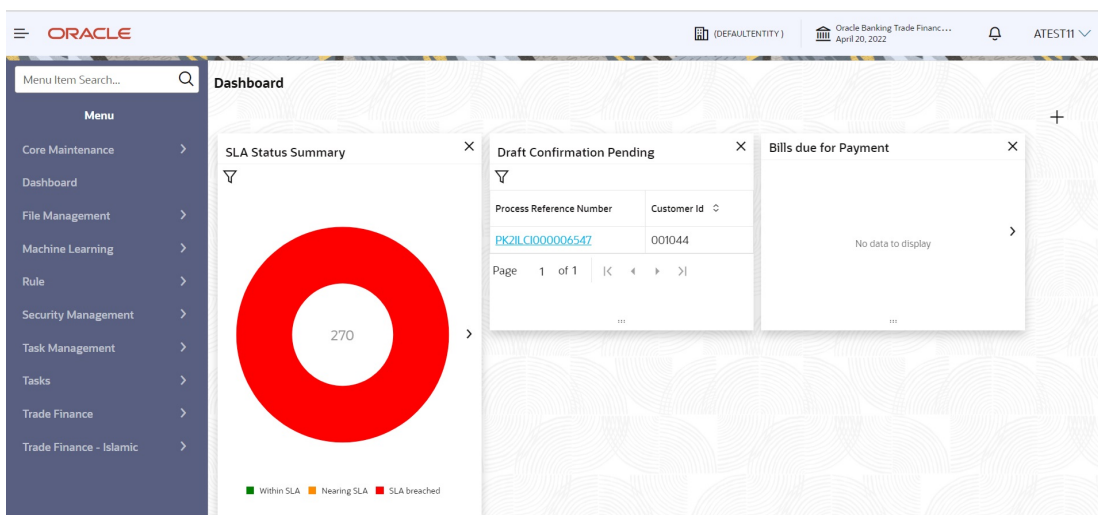 ORACLE
(DEFAULTENTITY )
Oracle Banking Trade Financ...
April 20, 2022
ATEST11
Menu Item Search...
Menu
Core Maintenance
Dashboard
File Management
Machine Learning
Rule
Security Management
Task Management
Tasks
Trade Finance
Trade Finance - Islamic
Dashboard
SLA Status Summary
270
Within SLA Nearing SLA SLA breached
Draft Confirmation Pending
Process Reference Number Customer Id
PK2ILCI000006547 001044
Page 1 of 1
Bills due for Payment
No data to display